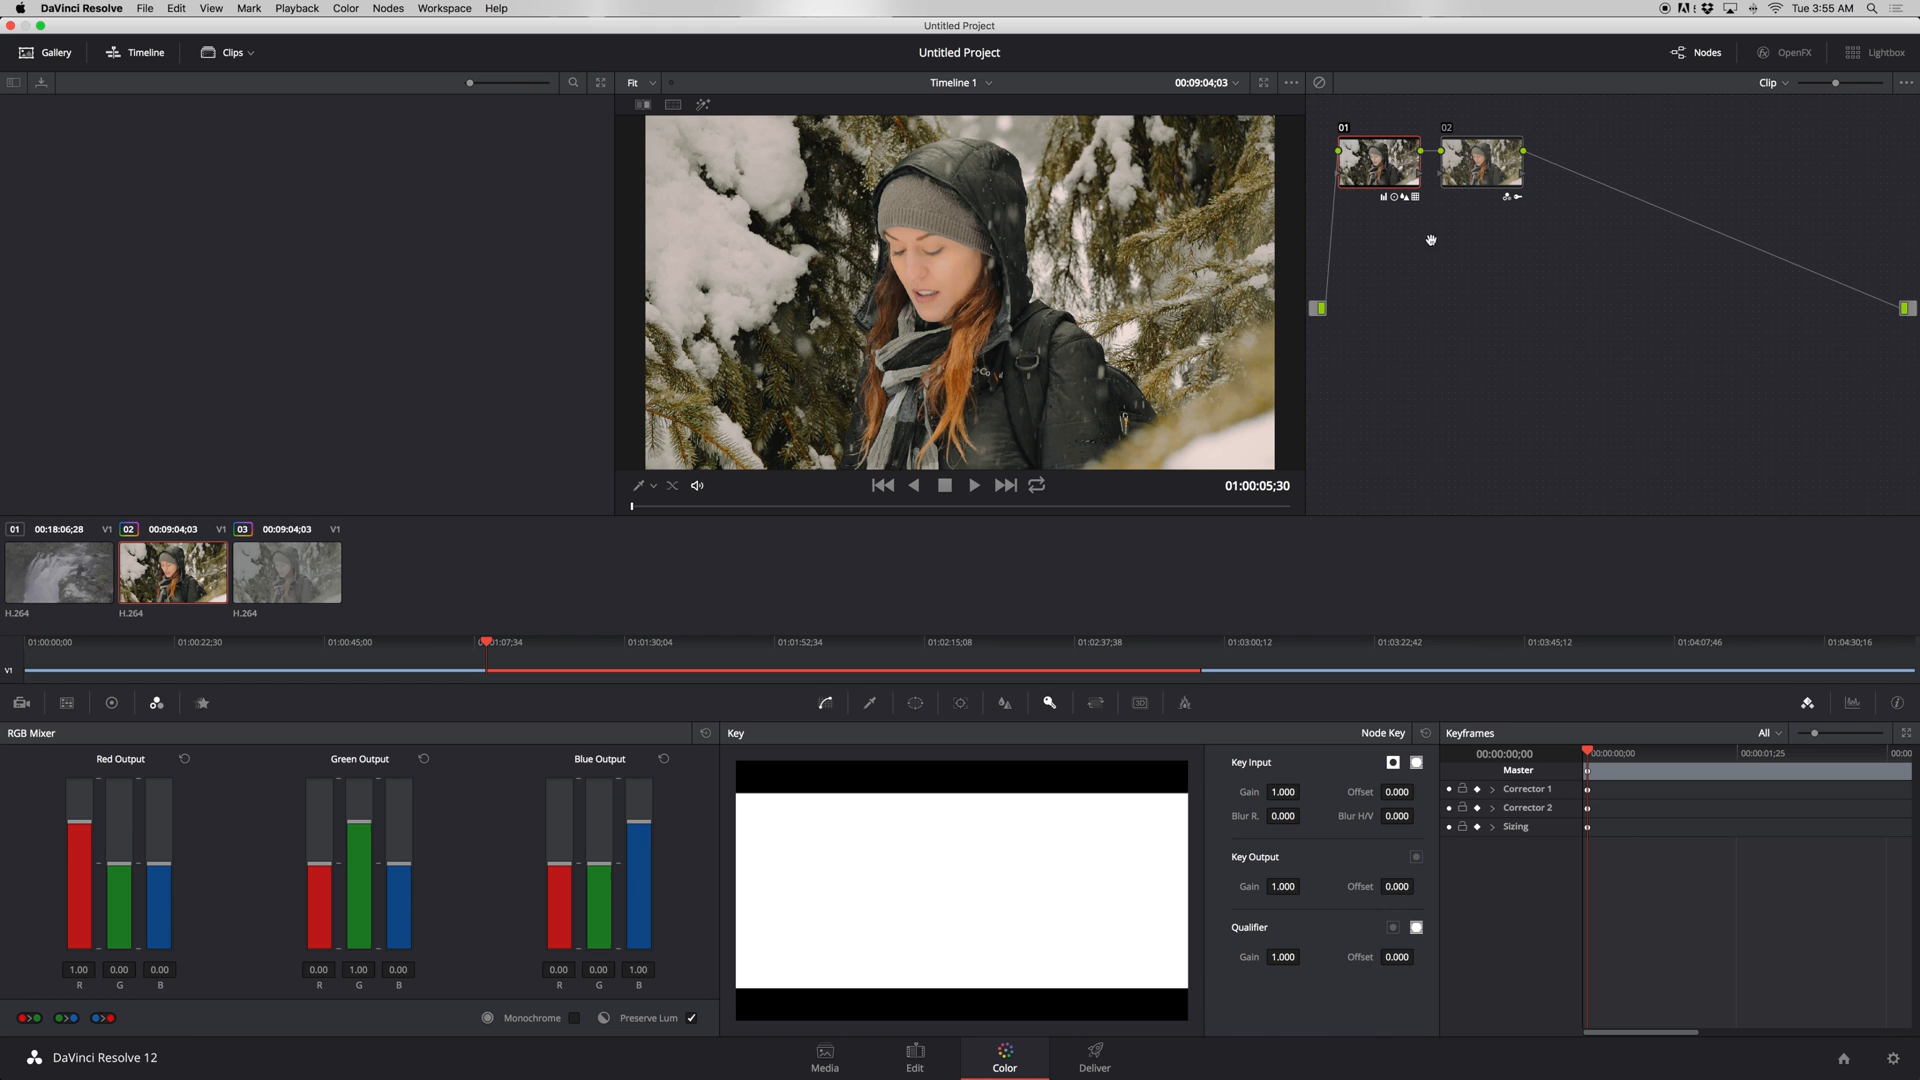 DaVinci Resolve File Edit View Mark Playback Color Nodes Workspace Help Tue 3:55 AM
Untitled Project
Gallery Timeline Clips Untitled Project Nodes OpenFX Lightbox
Fit Timeline 1 00:09:04;03 Clip
01 02
01:00:05;30
01 00:18:06;28 V1 02 00:09:04;03 V1 03 00:09:04;03 V1
H.264 H.264 H.264
01:00:00;00 01:00:22;30 01:00:45;00 01:07;34 01:01:30;04 01:01:52;34 01:02:15;08 01:02:37;38 01:03:00;12 01:03:22;42 01:03:45;12 01:04:07;46 01:04:30;16
V1
3D
RGB Mixer Key Node Key Keyframes All
00:00:00;00 00:00:00;00 00:00:01;25 00:00
Red Output Green Output Blue Output Key Input Master
Gain 1.000 Offset 0.000 Corrector 1
Blur R. 0.000 Blur H/V 0.000 Corrector 2
Sizing
Key Output
Gain 1.000 Offset 0.000
Qualifier
Gain 1.000 Offset 0.000
1.00 0.00 0.00 0.00 1.00 0.00 0.00 0.00 1.00
R G B R G B R G B
Monochrome Preserve Lum
DaVinci Resolve 12 Media Edit Color Deliver